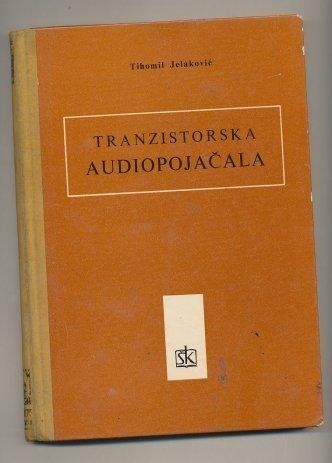 Tihomil Jelaković
TRANZISTORSKA
AUDIOPOJAČALA
šk